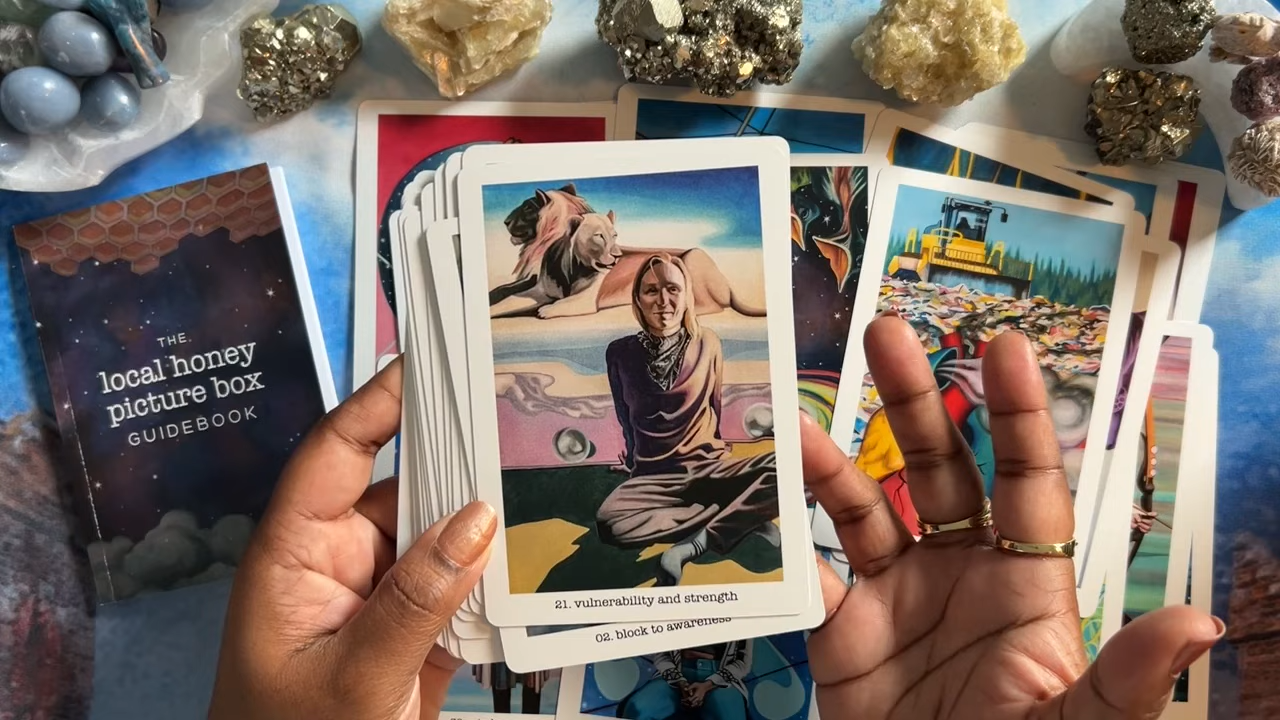 THE.
local honey
picture box
GUIDEBOOK
21. vulnerability and strength
02. block to awareness